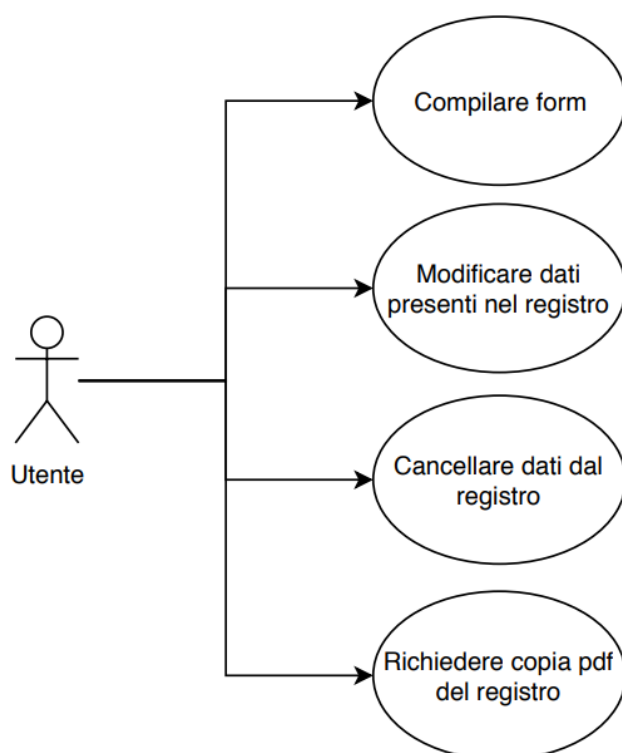 Compilare form
Modificare dati
presenti nel registro
Utente
Cancellare dati dal
registro
Richiedere copia pdf
del registro